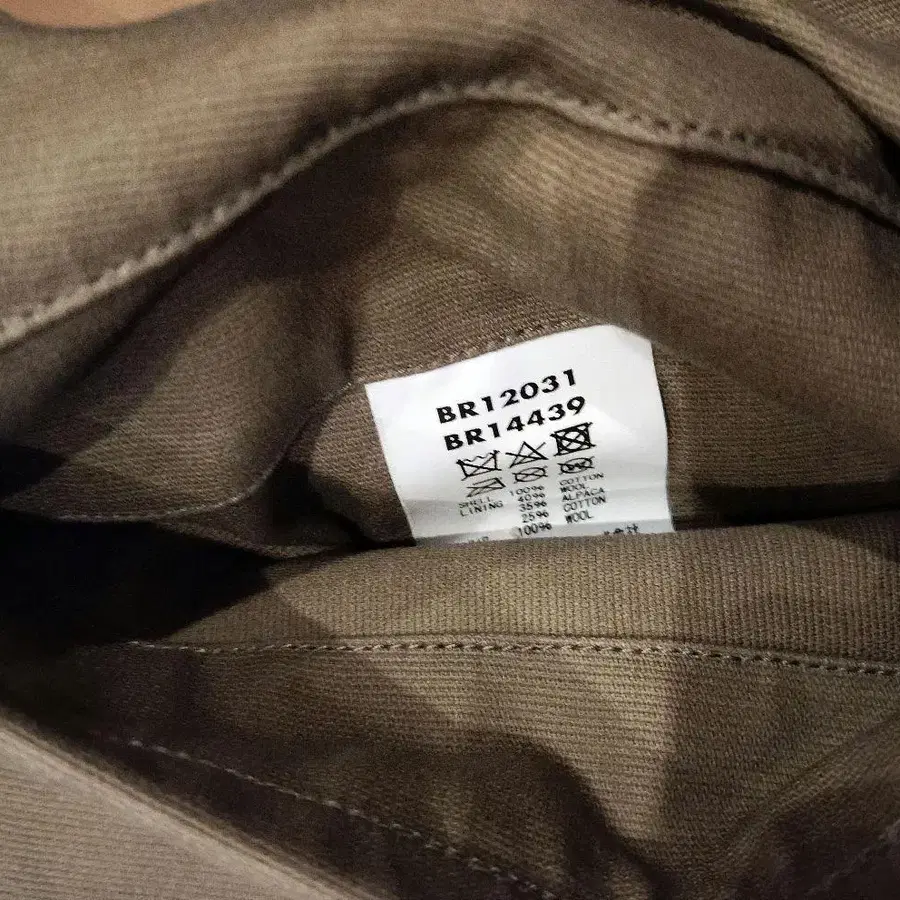 BR12031
BR14439
SHELL 100% COTTON
LINING 40% WOOL
35% ALPACA
25% COTTON
100% WOOL